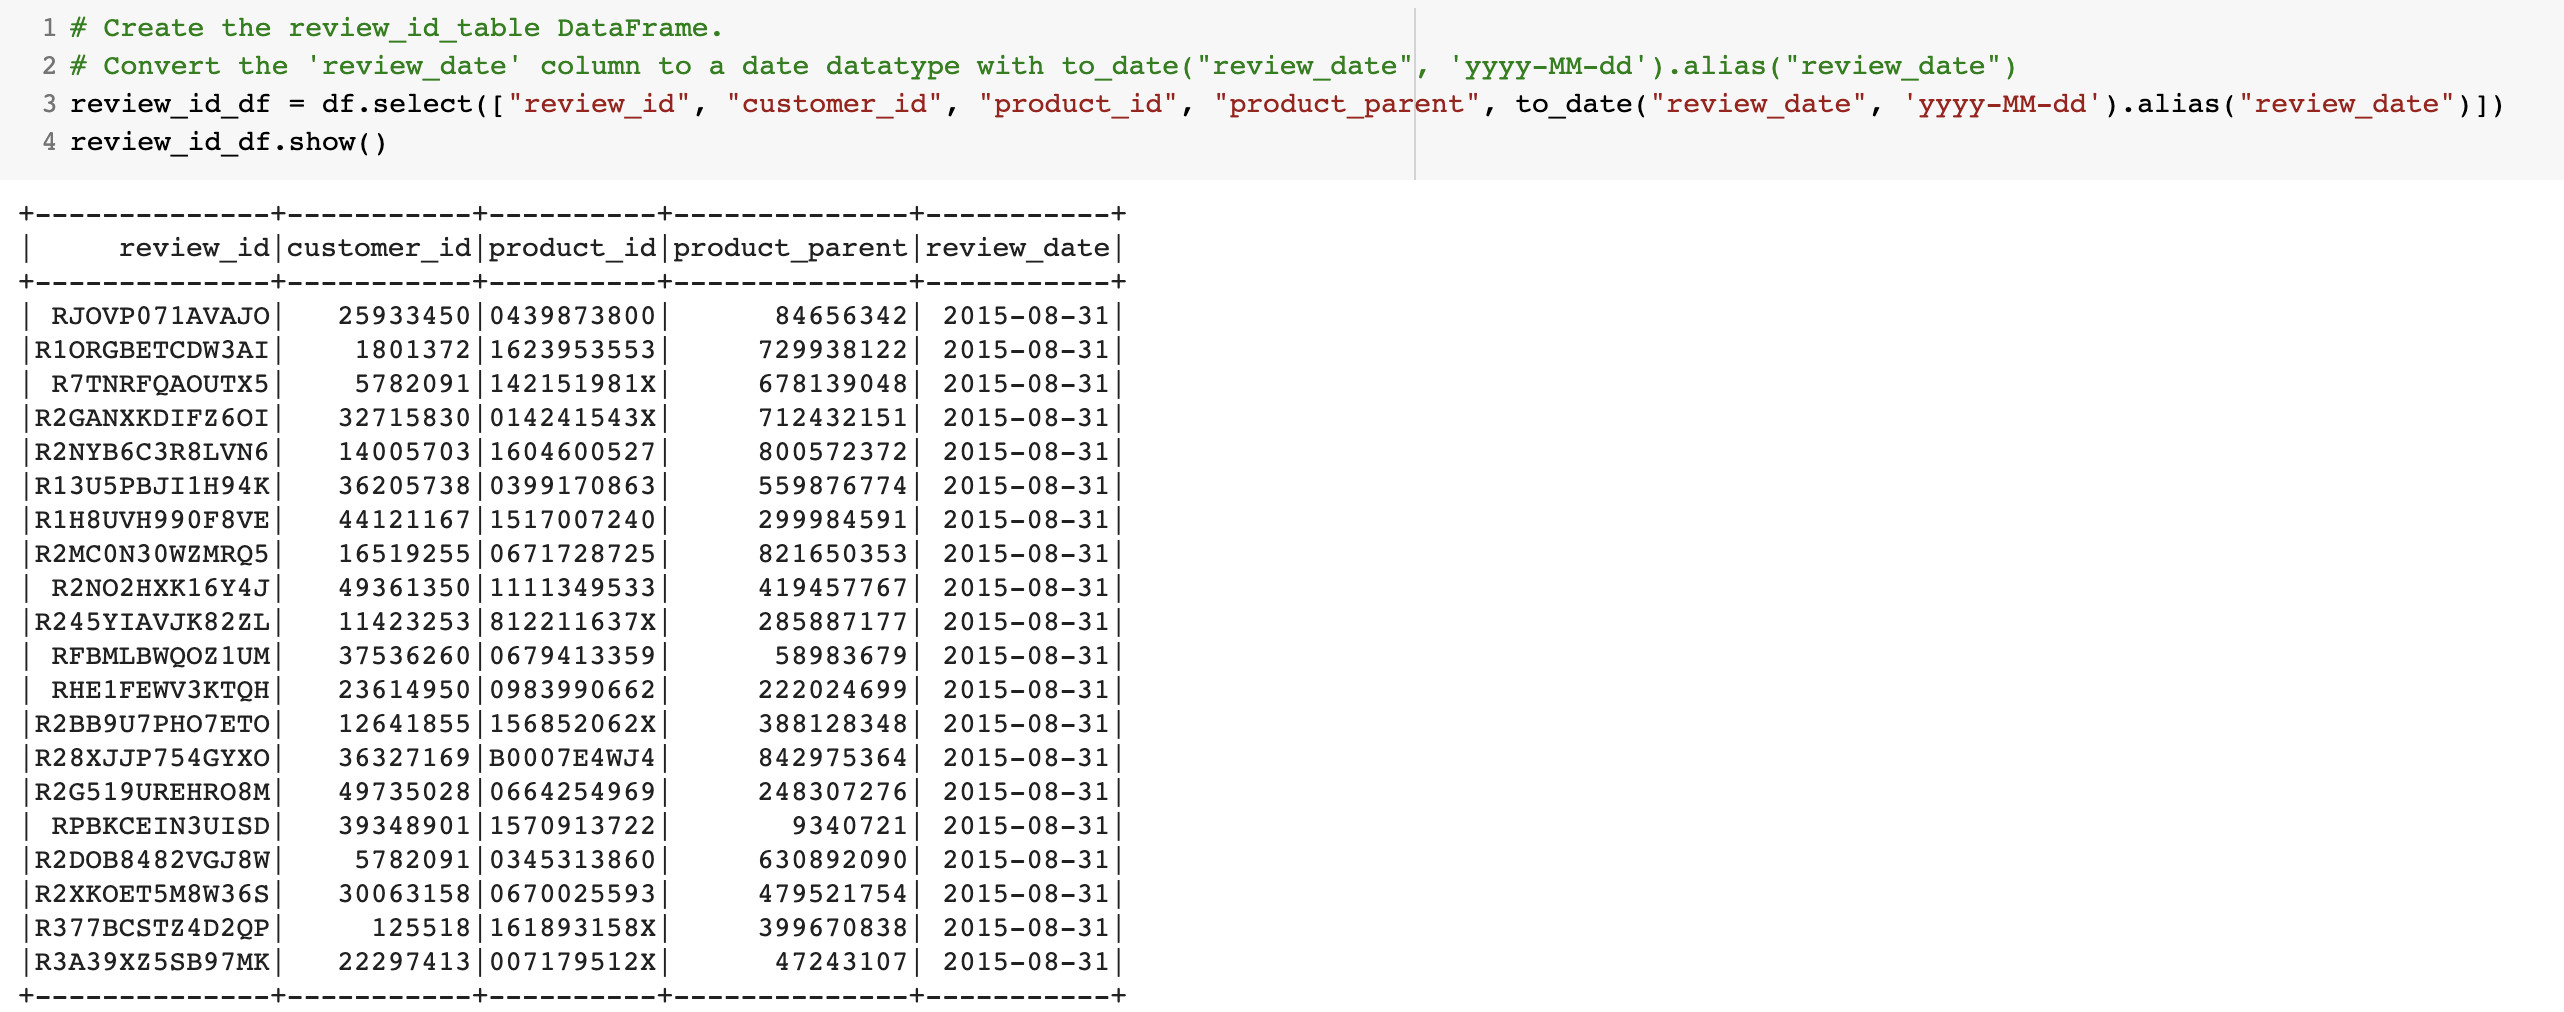 1 # Create the review_id_table DataFrame.
2 # Convert the 'review_date' column to a date datatype with to_date("review_date", 'yyyy-MM-dd').alias("review_date")
3 review_id_df = df.select(["review_id", "customer_id", "product_id", "product_parent", to_date("review_date", 'yyyy-MM-dd').alias("review_date")])
4 review_id_df.show()
+--------------+-----------+----------+--------------+-----------+
|     review_id|customer_id|product_id|product_parent|review_date|
+--------------+-----------+----------+--------------+-----------+
| RJOVP071AVAJO|   25933450|0439873800|      84656342| 2015-08-31|
|R1ORGBETCDW3AI|    1801372|1623953553|     729938122| 2015-08-31|
| R7TNRFQAOUTX5|    5782091|142151981X|     678139048| 2015-08-31|
|R2GANXKDIFZ6OI|   32715830|014241543X|     712432151| 2015-08-31|
|R2NYB6C3R8LVN6|   14005703|1604600527|     800572372| 2015-08-31|
|R13U5PBJI1H94K|   36205738|0399170863|     559876774| 2015-08-31|
|R1H8UVH990F8VE|   44121167|1517007240|     299984591| 2015-08-31|
|R2MC0N30WZMRQ5|   16519255|0671728725|     821650353| 2015-08-31|
| R2NO2HXK16Y4J|   49361350|1111349533|     419457767| 2015-08-31|
|R245YIAVJK82ZL|   11423253|812211637X|     285887177| 2015-08-31|
| RFBMLBWQOZ1UM|   37536260|0679413359|      58983679| 2015-08-31|
| RHE1FEWV3KTQH|   23614950|0983990662|     222024699| 2015-08-31|
|R2BB9U7PHO7ETO|   12641855|156852062X|     388128348| 2015-08-31|
|R28XJJP754GYXO|   36327169|B0007E4WJ4|     842975364| 2015-08-31|
|R2G519UREHRO8M|   49735028|0664254969|     248307276| 2015-08-31|
| RPBKCEIN3UISD|   39348901|1570913722|       9340721| 2015-08-31|
|R2DOB8482VGJ8W|    5782091|0345313860|     630892090| 2015-08-31|
|R2XKOET5M8W36S|   30063158|0670025593|     479521754| 2015-08-31|
|R377BCSTZ4D2QP|     125518|161893158X|     399670838| 2015-08-31|
|R3A39XZ5SB97MK|   22297413|007179512X|      47243107| 2015-08-31|
+--------------+-----------+----------+--------------+-----------+